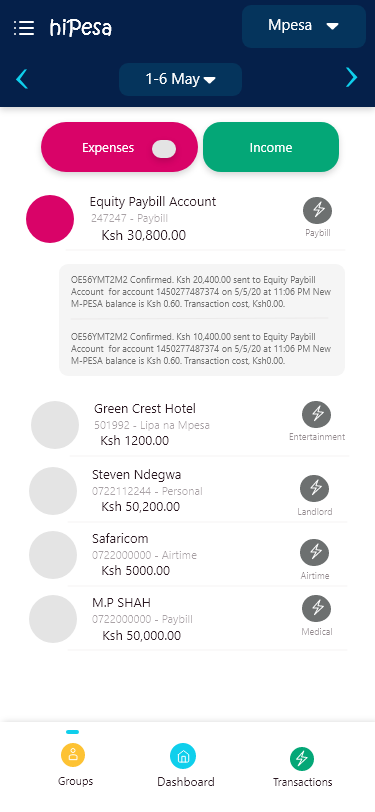 hiPesa
Mpesa
1-6 May
Expenses
Income
Equity Paybill Account
247247 - Paybill
Ksh 30,800.00
Paybill
OE56YMT2M2 Confirmed. Ksh 20,400.00 sent to Equity Paybill
Account for account 1450277487374 on 5/5/20 at 11:06 PM New
M-PESA balance is Ksh 0.60. Transaction cost, Ksh0.00.
OE56YMT2M2 Confirmed. Ksh 10,400.00 sent to Equity Paybill
Account for account 1450277487374 on 5/5/20 at 11:06 PM New
M-PESA balance is Ksh 0.60. Transaction cost, Ksh0.00.
Green Crest Hotel
501992 - Lipa na Mpesa
Ksh 1200.00
Entertainment
Steven Ndegwa
0722112244 - Personal
Ksh 50,200.00
Landlord
Safaricom
0722000000 - Airtime
Ksh 5000.00
Airtime
M.P SHAH
0722000000 - Paybill
Ksh 50,000.00
Medical
Groups
Dashboard
Transactions